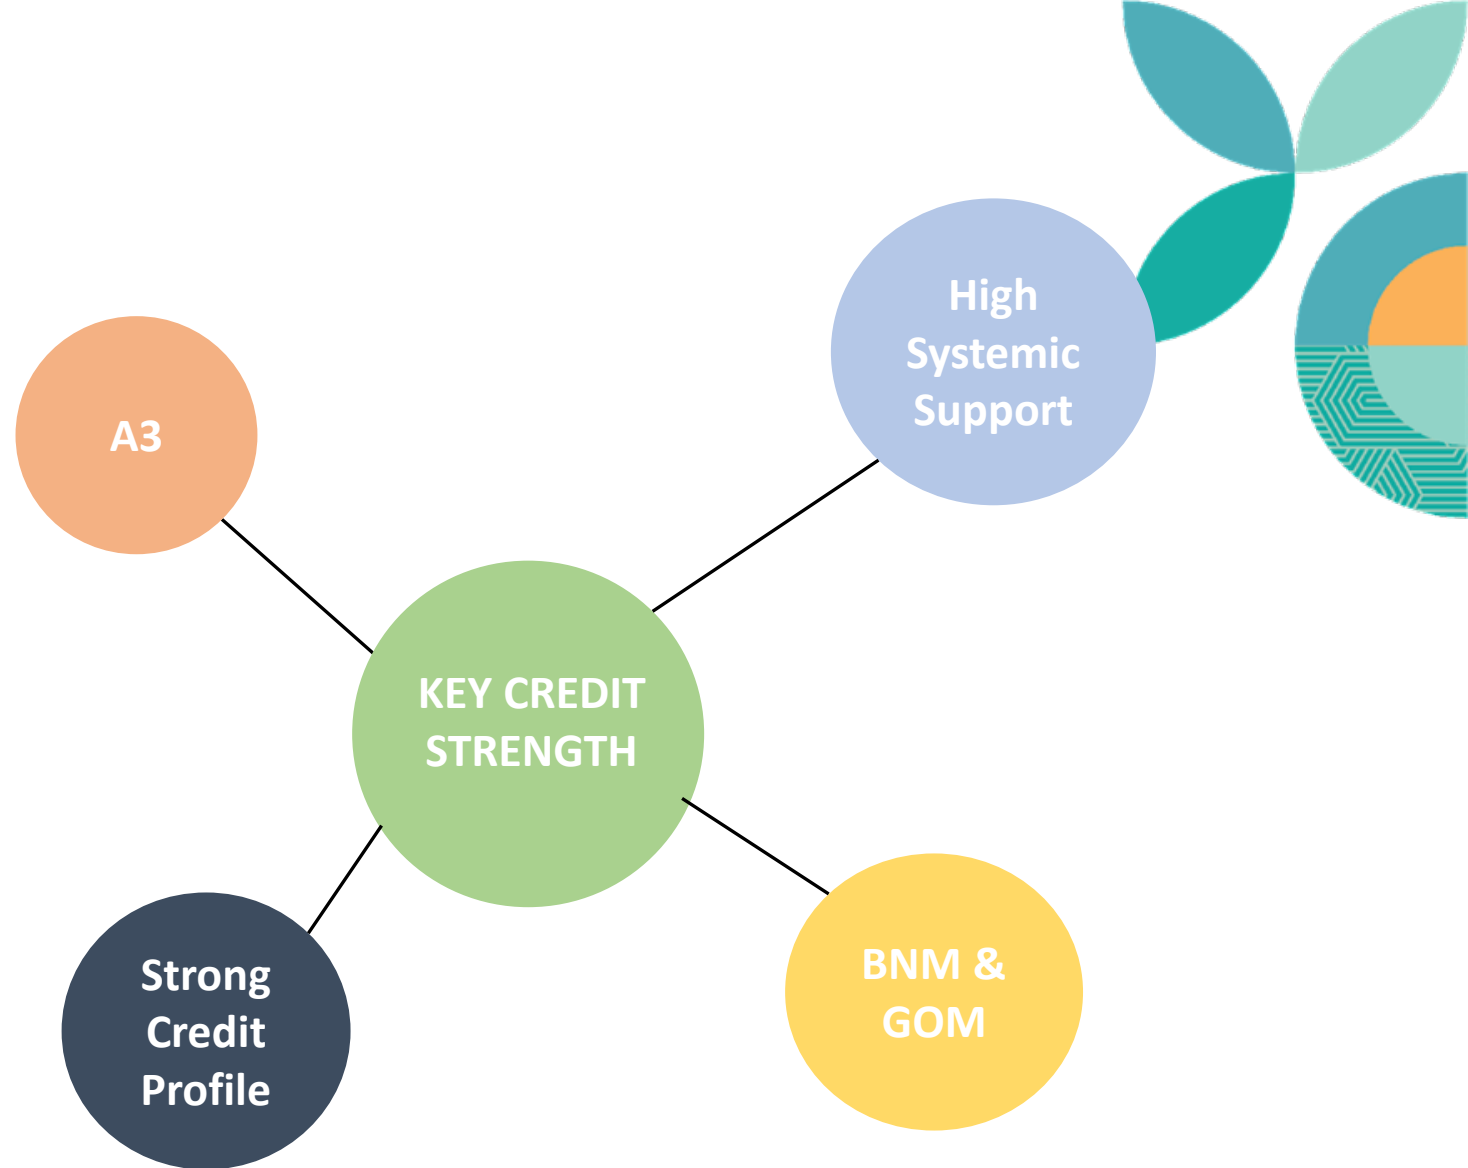 High
Systemic
Support
A3
KEY CREDIT
STRENGTH
BNM &
GOM
Strong
Credit
Profile